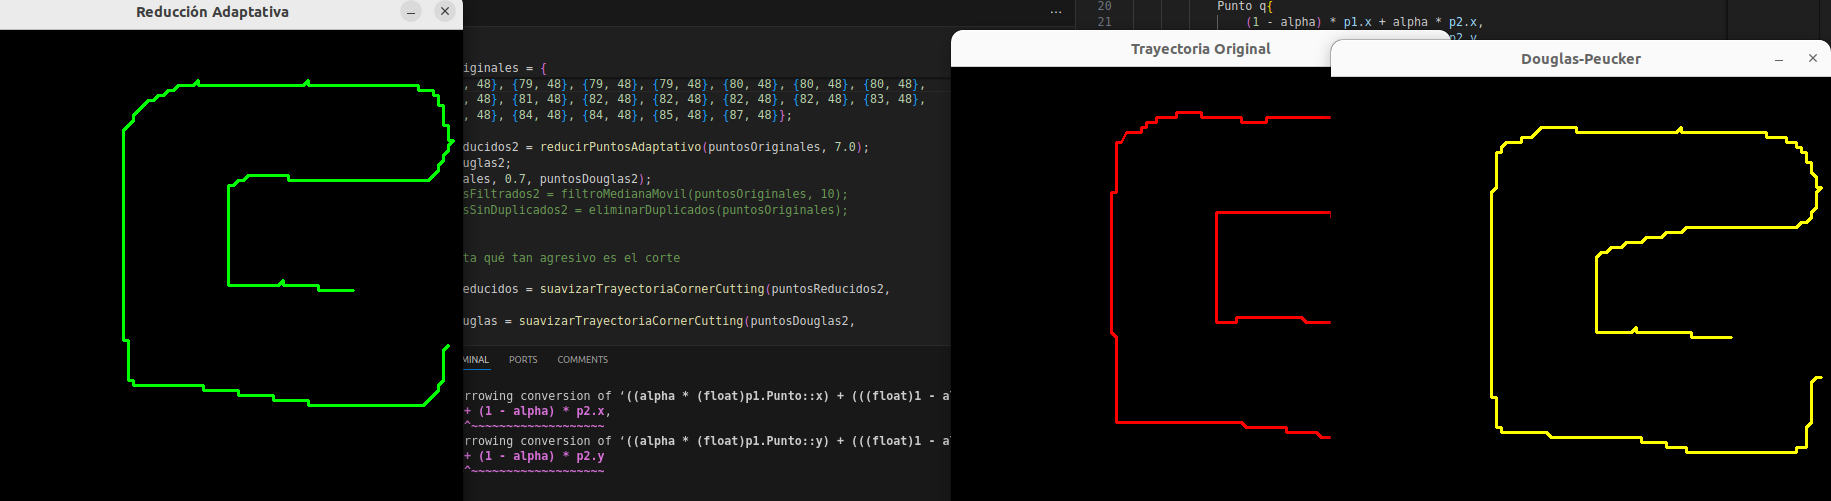 Reducción Adaptativa
...
20 Punto q{
21 (1 - alpha) * p1.x + alpha * p2.x,
Trayectoria Original
Douglas-Peucker
iginales = {
, 48}, {79, 48}, {79, 48}, {79, 48}, {80, 48}, {80, 48}, {80, 48},
, 48}, {81, 48}, {82, 48}, {82, 48}, {82, 48}, {82, 48}, {83, 48},
, 48}, {84, 48}, {84, 48}, {85, 48}, {87, 48}};
ducidos2 = reducirPuntosAdaptativo(puntosOriginales, 7.0);
uglas2;
ales, 0.7, puntosDouglas2);
sFiltrados2 = filtroMedianaMovil(puntosOriginales, 10);
sSinDuplicados2 = eliminarDuplicados(puntosOriginales);
ta qué tan agresivo es el corte
educidos = suavizarTrayectoriaCornerCutting(puntosReducidos2,
uglas = suavizarTrayectoriaCornerCutting(puntosDouglas2,
MINAL PORTS COMMENTS
rrowing conversion of ‘((alpha * (float)p1.Punto::x) + (((float)1 - a
+ (1 - alpha) * p2.x,
^~~~~~~~~~~~~~~~~~~~
rrowing conversion of ‘((alpha * (float)p1.Punto::y) + (((float)1 - a
+ (1 - alpha) * p2.y
^~~~~~~~~~~~~~~~~~~~